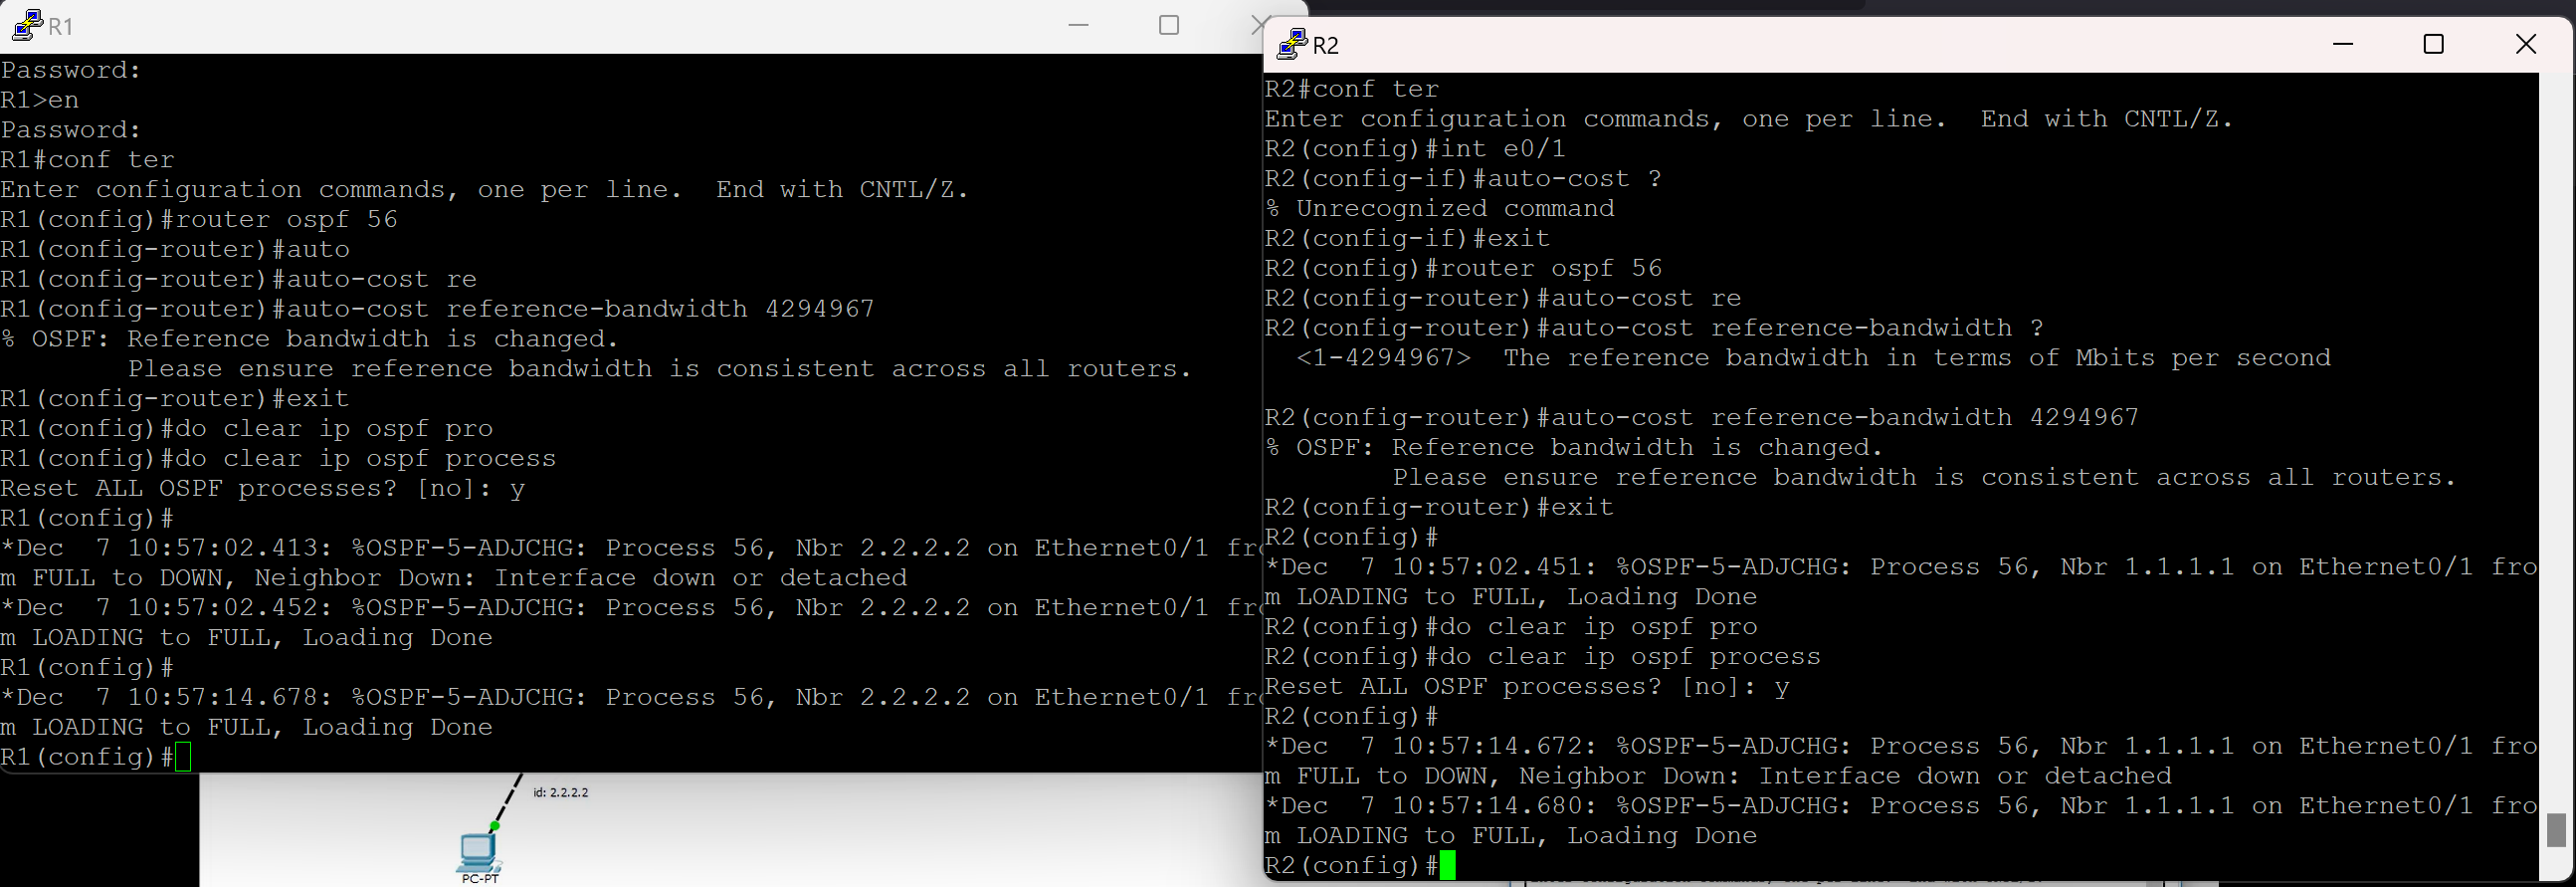 R1
Password:
R1>en
Password:
R1#conf ter
Enter configuration commands, one per line.  End with CNTL/Z.
R1(config)#router ospf 56
R1(config-router)#auto
R1(config-router)#auto-cost re
R1(config-router)#auto-cost reference-bandwidth 4294967
% OSPF: Reference bandwidth is changed.
        Please ensure reference bandwidth is consistent across all routers.
R1(config-router)#exit
R1(config)#do clear ip ospf pro
R1(config)#do clear ip ospf process
Reset ALL OSPF processes? [no]: y
R1(config)#
*Dec  7 10:57:02.413: %OSPF-5-ADJCHG: Process 56, Nbr 2.2.2.2 on Ethernet0/1 fro
m FULL to DOWN, Neighbor Down: Interface down or detached
*Dec  7 10:57:02.452: %OSPF-5-ADJCHG: Process 56, Nbr 2.2.2.2 on Ethernet0/1 fro
m LOADING to FULL, Loading Done
R1(config)#
*Dec  7 10:57:14.678: %OSPF-5-ADJCHG: Process 56, Nbr 2.2.2.2 on Ethernet0/1 fro
m LOADING to FULL, Loading Done
R1(config)#
id: 2.2.2.2
PC-PT
R2
R2#conf ter
Enter configuration commands, one per line.  End with CNTL/Z.
R2(config)#int e0/1
R2(config-if)#auto-cost ?
% Unrecognized command
R2(config-if)#exit
R2(config)#router ospf 56
R2(config-router)#auto-cost re
R2(config-router)#auto-cost reference-bandwidth ?
  <1-4294967>  The reference bandwidth in terms of Mbits per second
R2(config-router)#auto-cost reference-bandwidth 4294967
% OSPF: Reference bandwidth is changed.
        Please ensure reference bandwidth is consistent across all routers.
R2(config-router)#exit
R2(config)#
*Dec  7 10:57:02.451: %OSPF-5-ADJCHG: Process 56, Nbr 1.1.1.1 on Ethernet0/1 fro
m LOADING to FULL, Loading Done
R2(config)#do clear ip ospf pro
R2(config)#do clear ip ospf process
Reset ALL OSPF processes? [no]: y
R2(config)#
*Dec  7 10:57:14.672: %OSPF-5-ADJCHG: Process 56, Nbr 1.1.1.1 on Ethernet0/1 fro
m FULL to DOWN, Neighbor Down: Interface down or detached
*Dec  7 10:57:14.680: %OSPF-5-ADJCHG: Process 56, Nbr 1.1.1.1 on Ethernet0/1 fro
m LOADING to FULL, Loading Done
R2(config)#